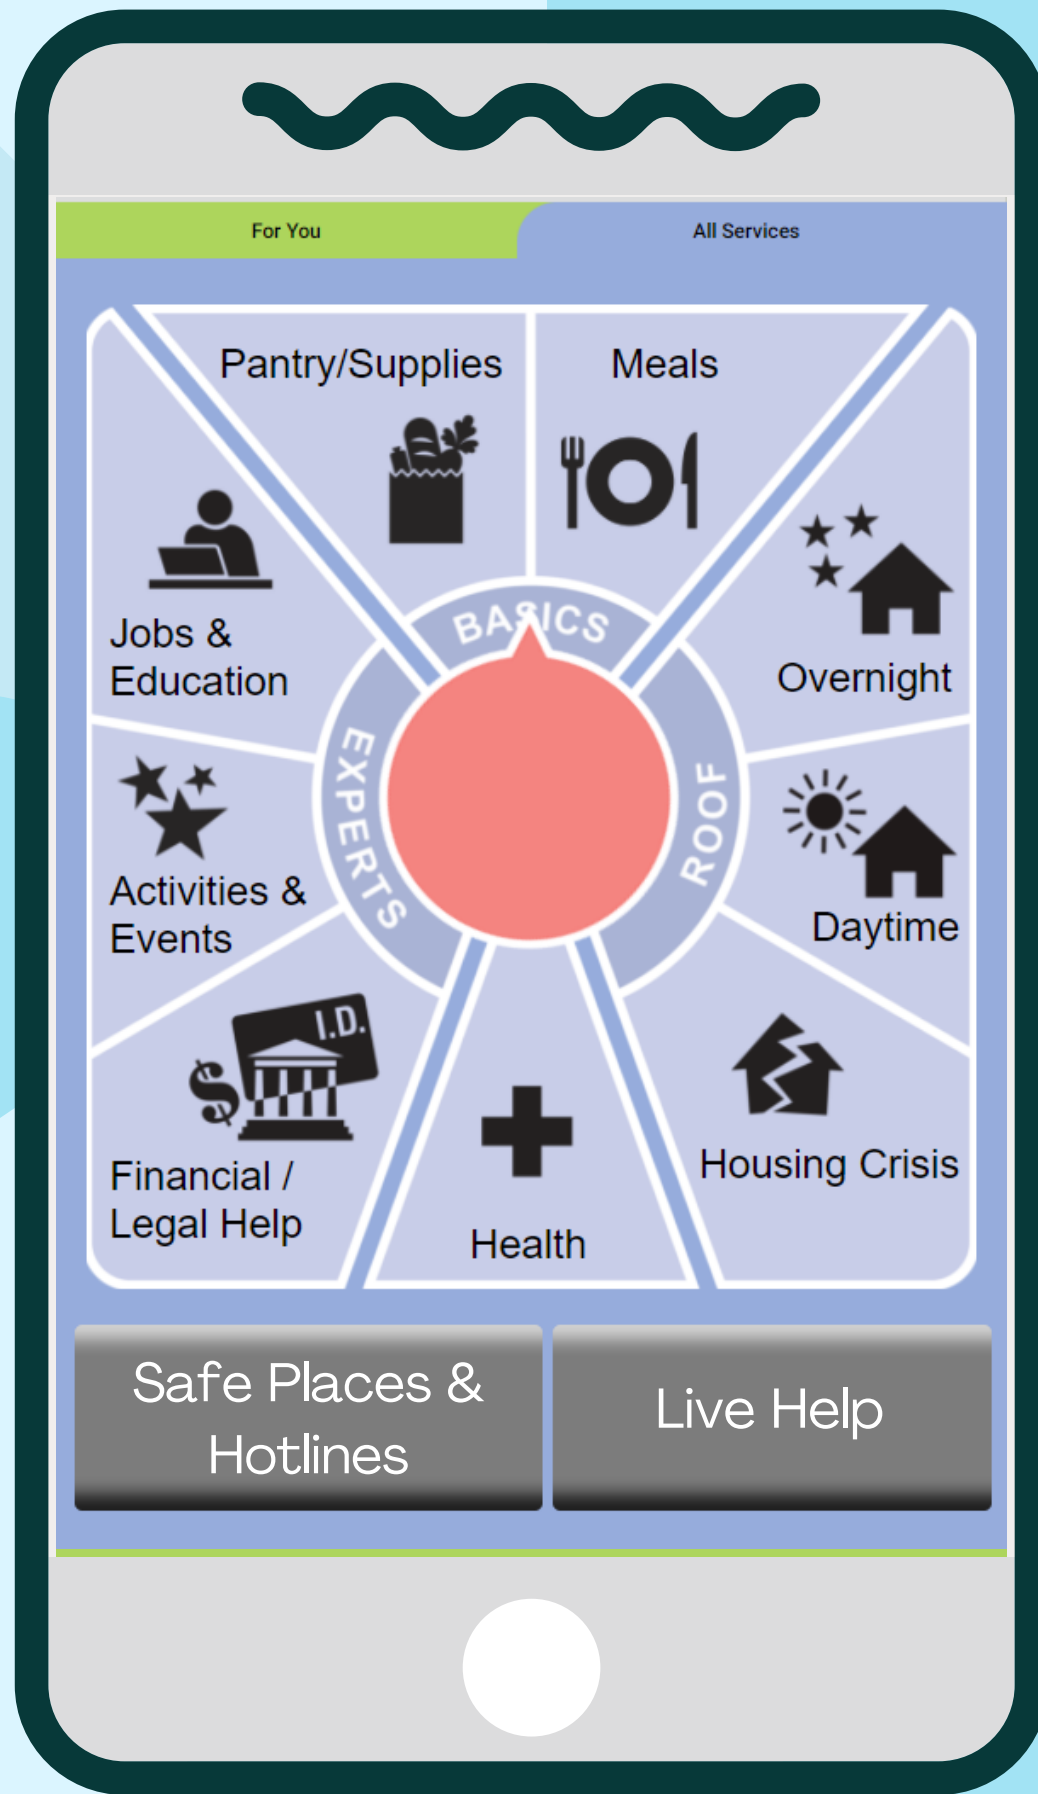 For You
All Services
Pantry/Supplies
Meals
Jobs &
Education
Overnight
BASICS
EXPERTS
ROOF
Activities &
Events
Daytime
I.D.
$
Financial /
Legal Help
Housing Crisis
Health
Safe Places &
Hotlines
Live Help